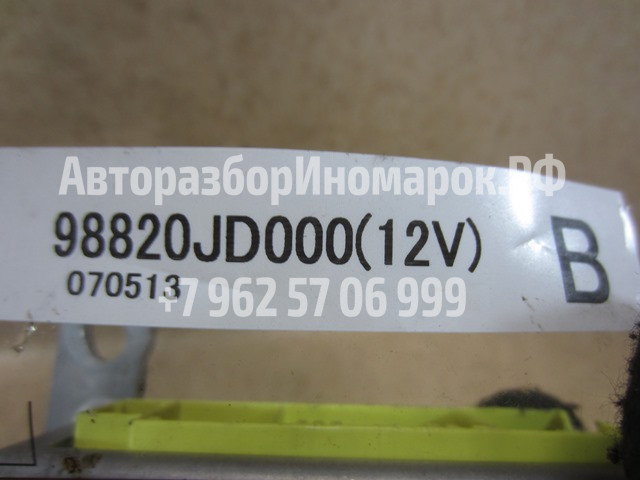 АвторазборИномарок.РФ
98820JD000(12V)
B
070513
+7 962 57 06 999